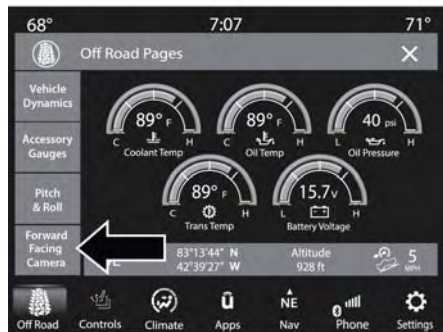 68° 7:07 71°
Off Road Pages
Vehicle
Dynamics
Accessory
Gauges
Pitch
& Roll
Forward
Facing
Camera
89° F
C H
Coolant Temp
89° F
C H
Oil Temp
40 psi
L H
Oil Pressure
89° F
C H
Trans Temp
15.7v
L H
Battery Voltage
83°13'44" N
42°39'27" W
Altitude
928 ft
5
MPH
Off Road
Controls
Climate
ū
Apps
NE
Nav
0
Phone
Settings